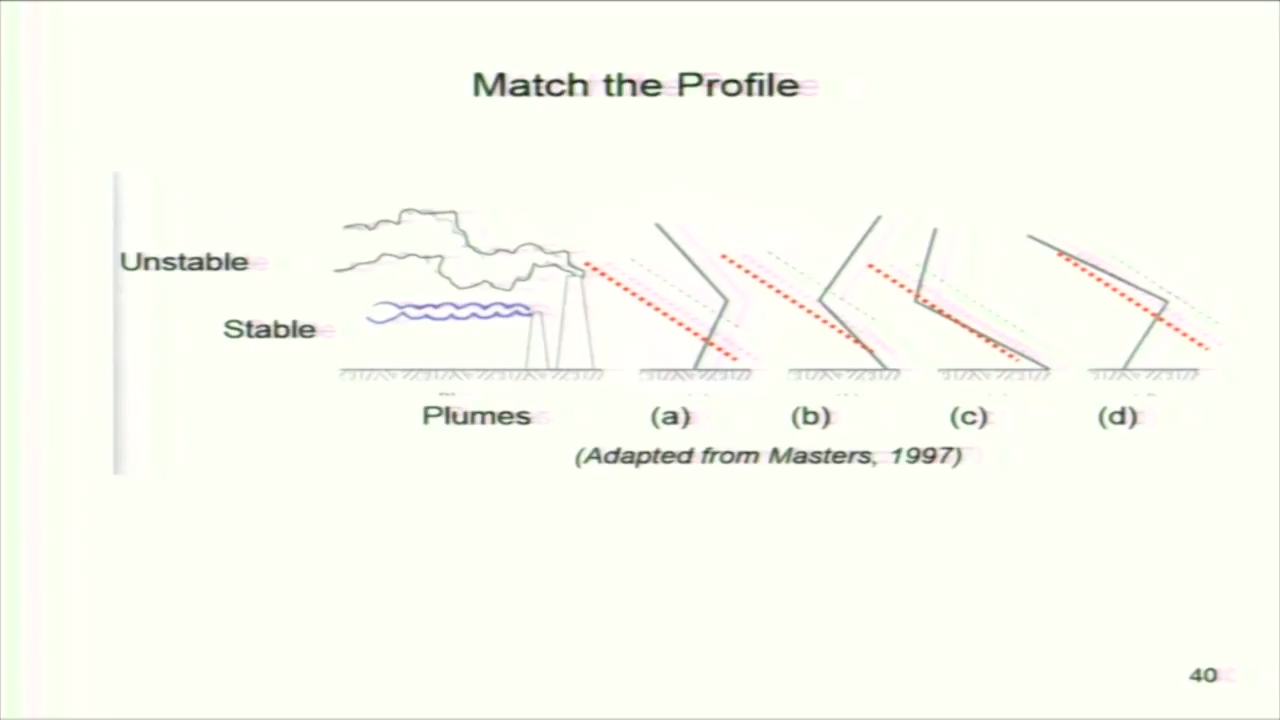 Match the Profile
Unstable
Stable
Plumes (a) (b) (c) (d)
(Adapted from Masters, 1997)
40